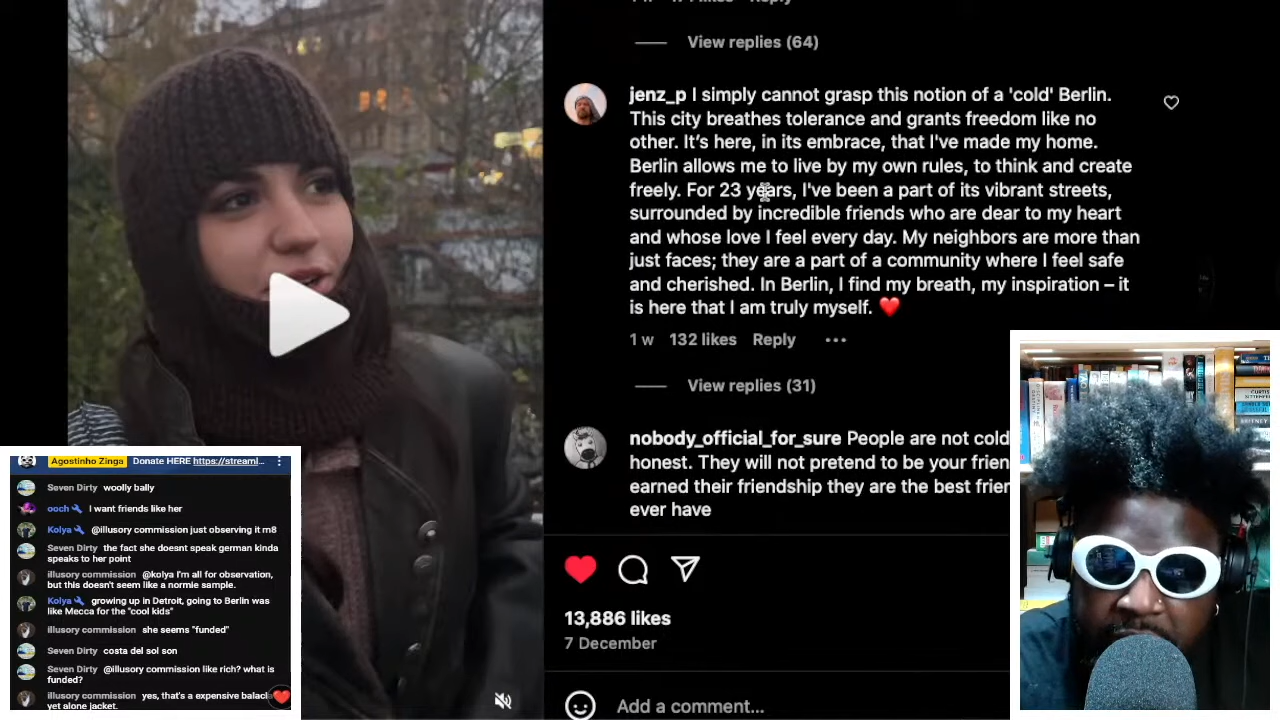 View replies (64)
jenz_p I simply cannot grasp this notion of a 'cold' Berlin.
This city breathes tolerance and grants freedom like no
other. It's here, in its embrace, that I've made my home.
Berlin allows me to live by my own rules, to think and create
freely. For 23 years, I've been a part of its vibrant streets,
surrounded by incredible friends who are dear to my heart
and whose love I feel every day. My neighbors are more than
just faces; they are a part of a community where I feel safe
and cherished. In Berlin, I find my breath, my inspiration – it
is here that I am truly myself. ❤️
1 w 132 likes Reply ...
View replies (31)
nobody_official_for_sure People are not cold
honest. They will not pretend to be your
earned their friendship they are the best
ever have
13,886 likes
7 December
Add a comment...
Agostinho Zinga Donate HERE https://streaml...
Seven Dirty woolly bally
ooch I want friends like her
Kolya @illusory commission just observing it m8
Seven Dirty the fact she doesnt speak german kinda
speaks to her point
illusory commission @kolya I'm all for observation,
but this doesn't seem like a normie sample.
Kolya growing up in Detroit, going to Berlin was
like Mecca for the "cool kids"
illusory commission she seems "funded"
Seven Dirty costa del sol son
Seven Dirty @illusory commission like rich? what is
funded?
illusory commission yes, that's a expensive
yet alone jacket.